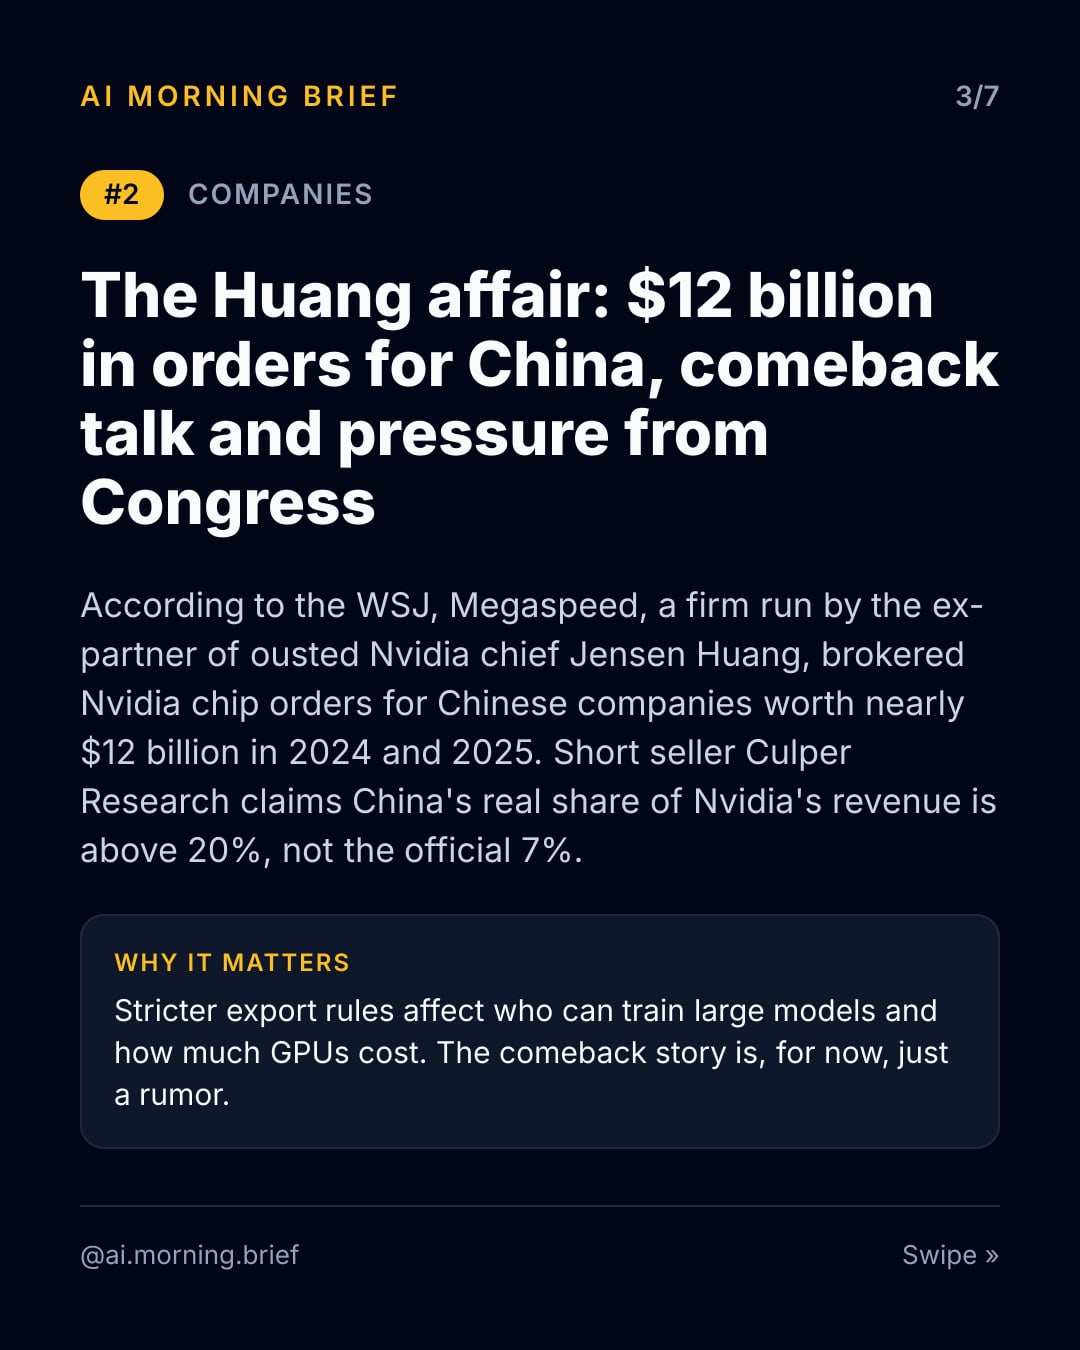 AI MORNING BRIEF
3/7
#2
COMPANIES
The Huang affair: $12 billion
in orders for China, comeback
talk and pressure from
Congress
According to the WSJ, Megaspeed, a firm run by the ex-
partner of ousted Nvidia chief Jensen Huang, brokered
Nvidia chip orders for Chinese companies worth nearly
$12 billion in 2024 and 2025. Short seller Culper
Research claims China's real share of Nvidia's revenue is
above 20%, not the official 7%.
WHY IT MATTERS
Stricter export rules affect who can train large models and
how much GPUs cost. The comeback story is, for now, just
a rumor.
@ai.morning.brief
Swipe »